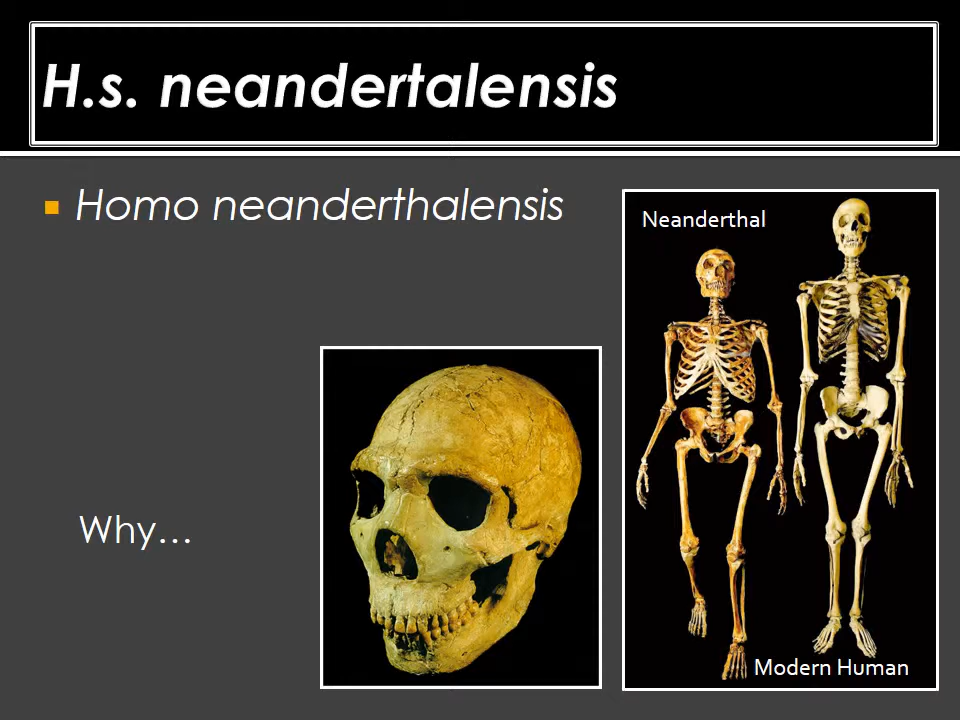 H.s. neandertalensis
Homo neanderthalensis
Neanderthal
Why…
Modern Human